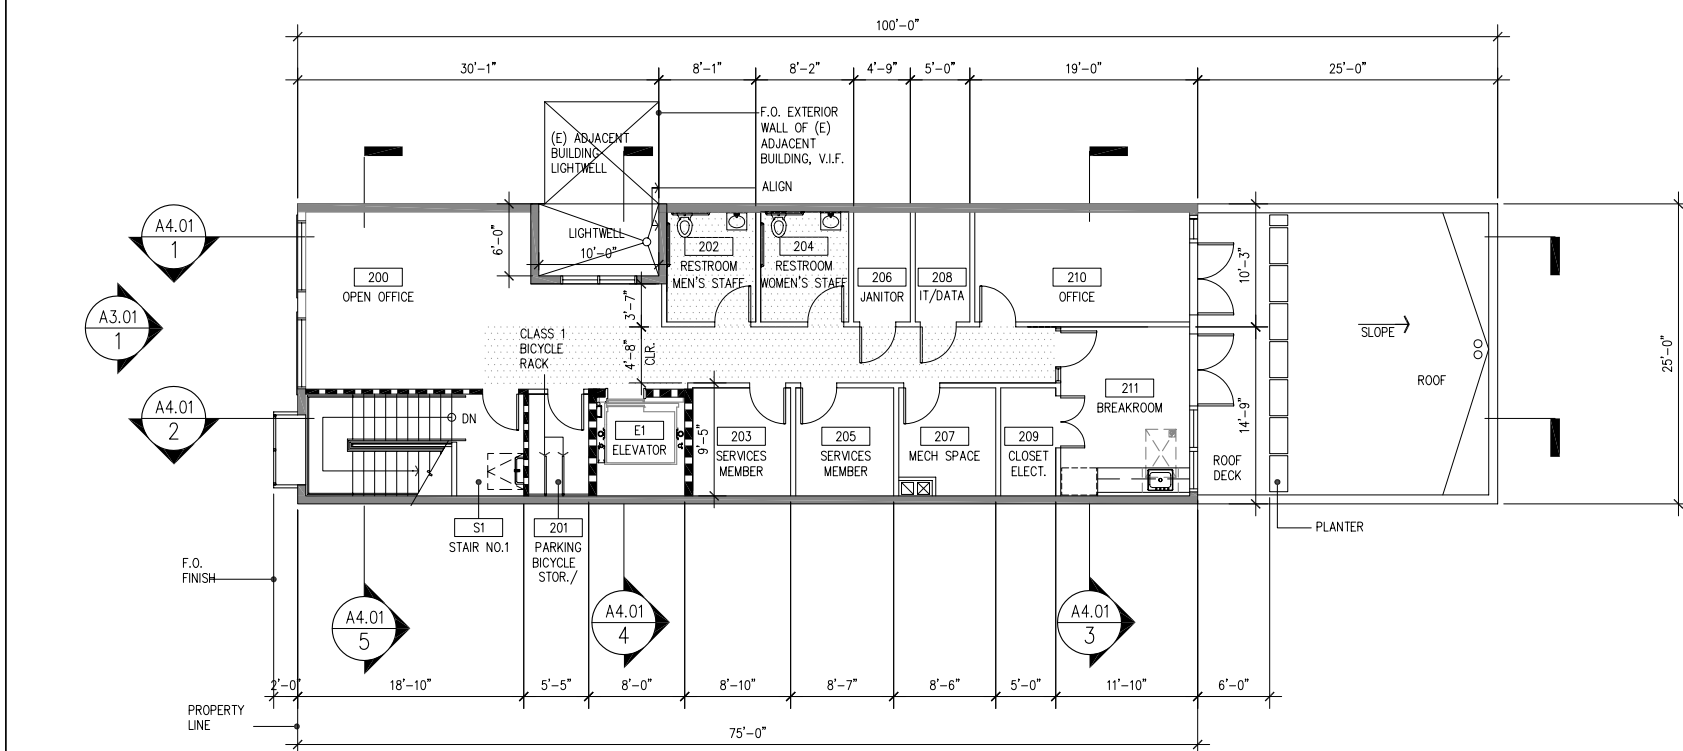 100'-0"
30'-1"
8'-1"
8'-2"
4'-9"
5'-0"
19'-0"
25'-0"
F.O. EXTERIOR
WALL OF (E)
ADJACENT
BUILDING, V.I.F.
(E) ADJACENT
BUILDING
LIGHTWELL
ALIGN
A4.01
1
A3.01
1
A4.01
2
6'-0"
LIGHTWELL
10'-0"
200
OPEN OFFICE
202
RESTROOM
MEN'S STAFF
204
RESTROOM
WOMEN'S STAFF
206
JANITOR
208
IT/DATA
210
OFFICE
10'-3"
3'-7"
4'-8"
CLR.
CLASS 1
BICYCLE
RACK
SLOPE
ROOF
25'-0"
DN
E1
ELEVATOR
9'-5"
203
SERVICES
MEMBER
205
SERVICES
MEMBER
207
MECH SPACE
209
CLOSET
ELECT.
211
BREAKROOM
14'-9"
ROOF
DECK
S1
STAIR NO.1
201
PARKING
BICYCLE
STOR./
PLANTER
F.O.
FINISH
A4.01
5
A4.01
4
A4.01
3
2'-0"
18'-10"
5'-5"
8'-0"
8'-10"
8'-7"
8'-6"
5'-0"
11'-10"
6'-0"
PROPERTY
LINE
75'-0"